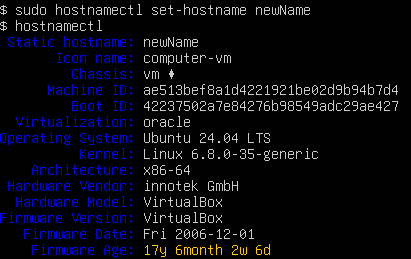 $ sudo hostnamectl set-hostname newName
$ hostnamectl
Static hostname: newName
Icon name: computer-vm
Chassis: vm ♦
Machine ID: ae513bef8a1d4221921be02d9b94b7d4
Boot ID: 42237502a7e84276b98549adc29ae427
Virtualization: oracle
Operating System: Ubuntu 24.04 LTS
Kernel: Linux 6.8.0-35-generic
Architecture: x86-64
Hardware Vendor: innotek GmbH
Hardware Model: VirtualBox
Firmware Version: VirtualBox
Firmware Date: Fri 2006-12-01
Firmware Age: 17y 6month 2w 6d